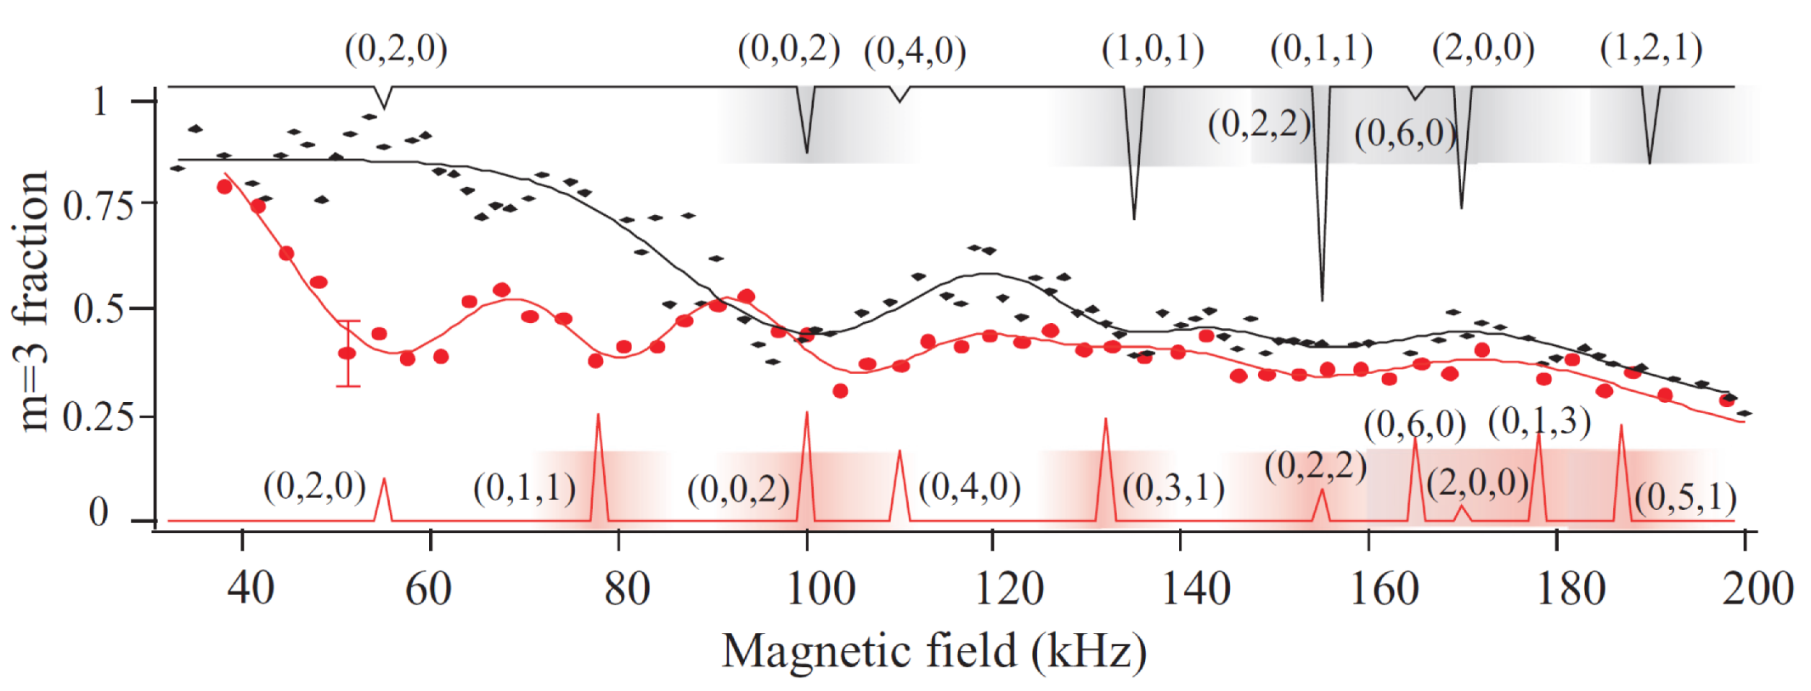 (0,2,0) (0,0,2) (0,4,0) (1,0,1) (0,1,1) (2,0,0) (1,2,1)
1
(0,2,2) (0,6,0)
0.75
0.5
0.25
(0,6,0) (0,1,3)
(0,2,2)
(0,2,0) (0,1,1) (0,0,2) (0,4,0) (0,3,1) (2,0,0) (0,5,1)
0
m=3 fraction
40 60 80 100 120 140 160 180 200
Magnetic field (kHz)